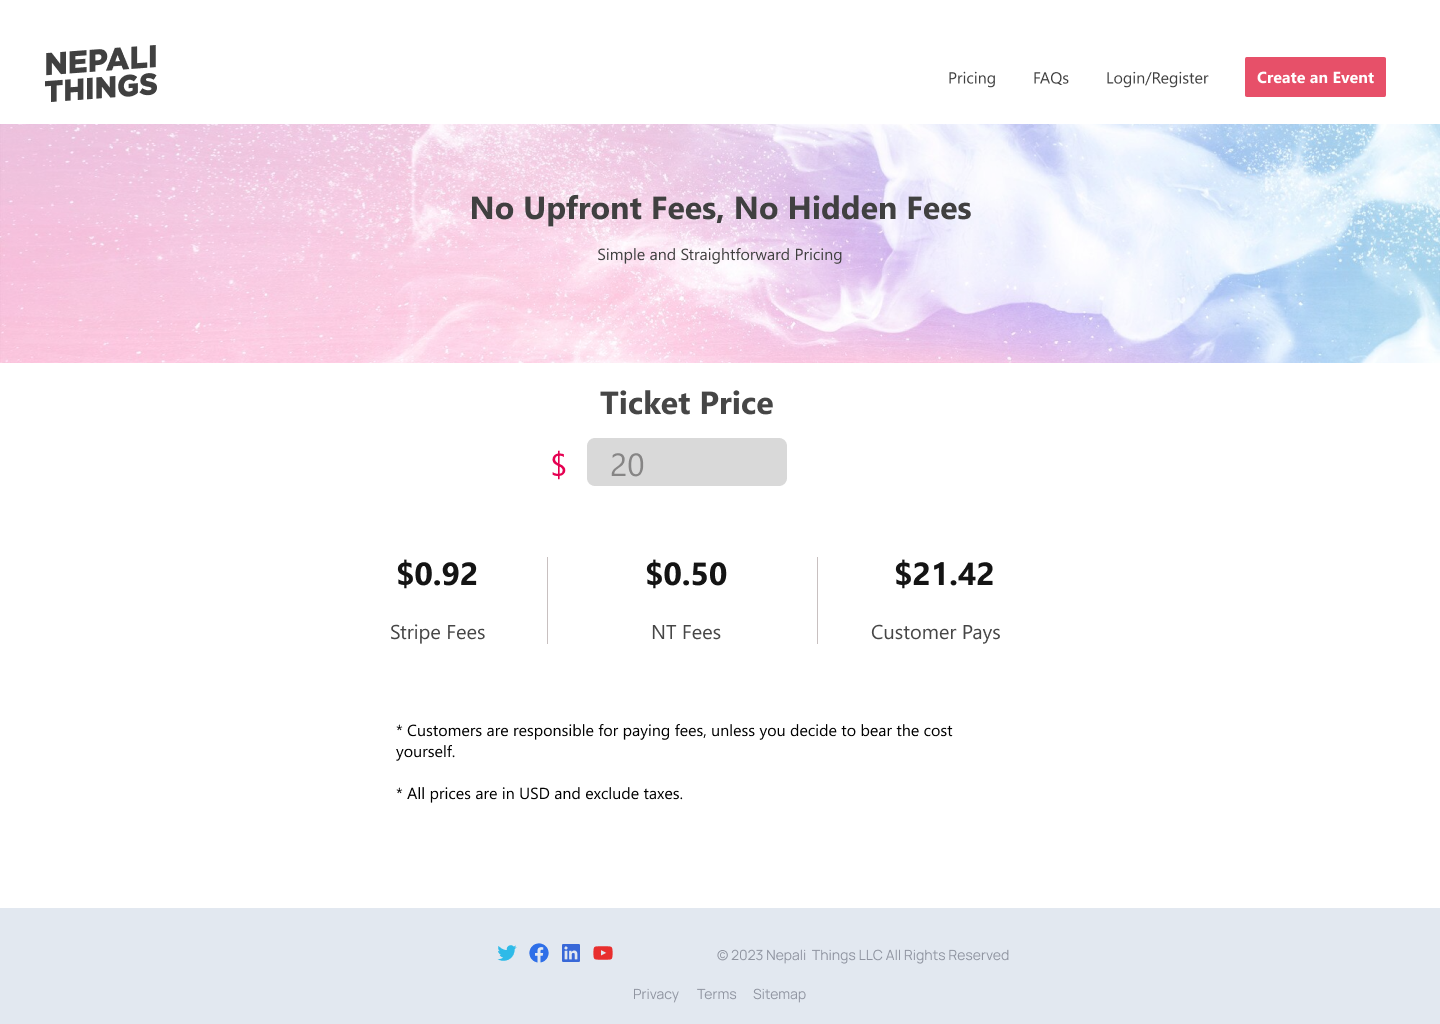 NEPALI
THINGS
Pricing FAQs Login/Register Create an Event
No Upfront Fees, No Hidden Fees
Simple and Straightforward Pricing
Ticket Price
$ 20
$0.92 $0.50 $21.42
Stripe Fees NT Fees Customer Pays
* Customers are responsible for paying fees, unless you decide to bear the cost
yourself.
* All prices are in USD and exclude taxes.
© 2023 Nepali Things LLC All Rights Reserved
Privacy Terms Sitemap